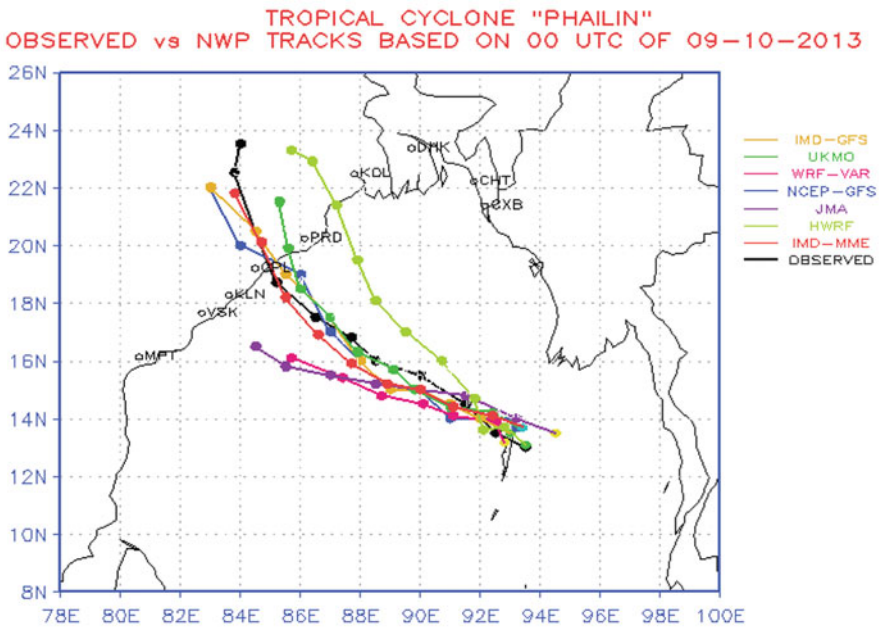 TROPICAL CYCLONE "PHAILIN"
OBSERVED vs NWP TRACKS BASED ON 00 UTC OF 09-10-2013
26N
24N
22N
20N
18N
16N
14N
12N
10N
8N
78E 80E 82E 84E 86E 88E 90E 92E 94E 96E 98E 100E
DHK
KDL
CHT
CXB
PRD
GPL
KLN
VSK
MPT
IMD-GFS
UKMO
WRF-VAR
NCEP-GFS
JMA
HWRF
IMD-MME
OBSERVED